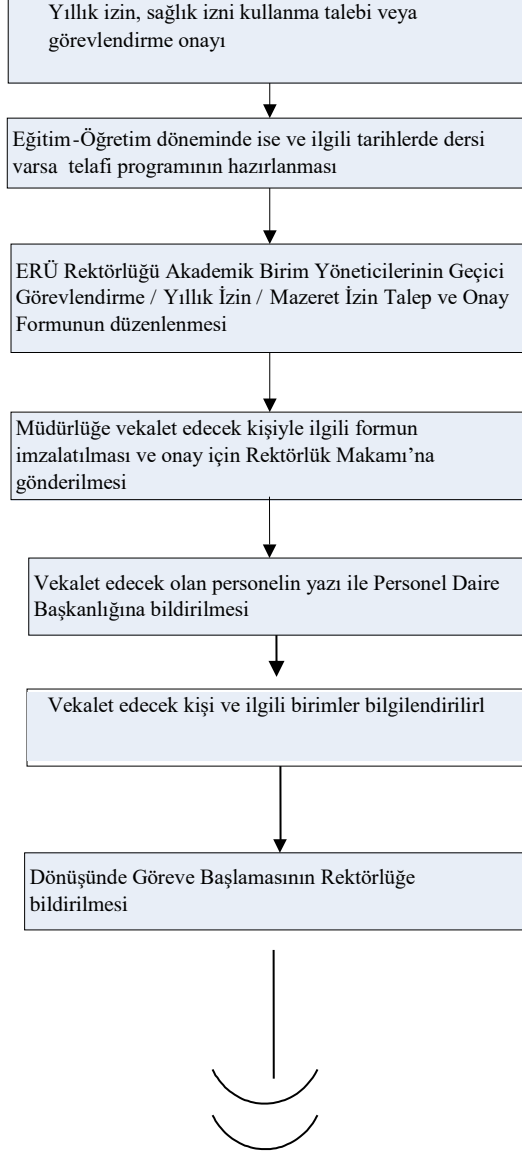 Yıllık izin, sağlık izni kullanma talebi veya
görevlendirme onayı
Eğitim-Öğretim döneminde ise ve ilgili tarihlerde dersi
varsa telafi programının hazırlanması
ERÜ Rektörlüğü Akademik Birim Yöneticilerinin Geçici
Görevlendirme / Yıllık İzin / Mazeret İzin Talep ve Onay
Formunun düzenlenmesi
Müdürlüğe vekalet edecek kişiyle ilgili formun
imzalatılması ve onay için Rektörlük Makamı’na
gönderilmesi
Vekalet edecek olan personelin yazı ile Personel Daire
Başkanlığına bildirilmesi
Vekalet edecek kişi ve ilgili birimler bilgilendirilirl
Dönüşünde Göreve Başlamasının Rektörlüğe
bildirilmesi